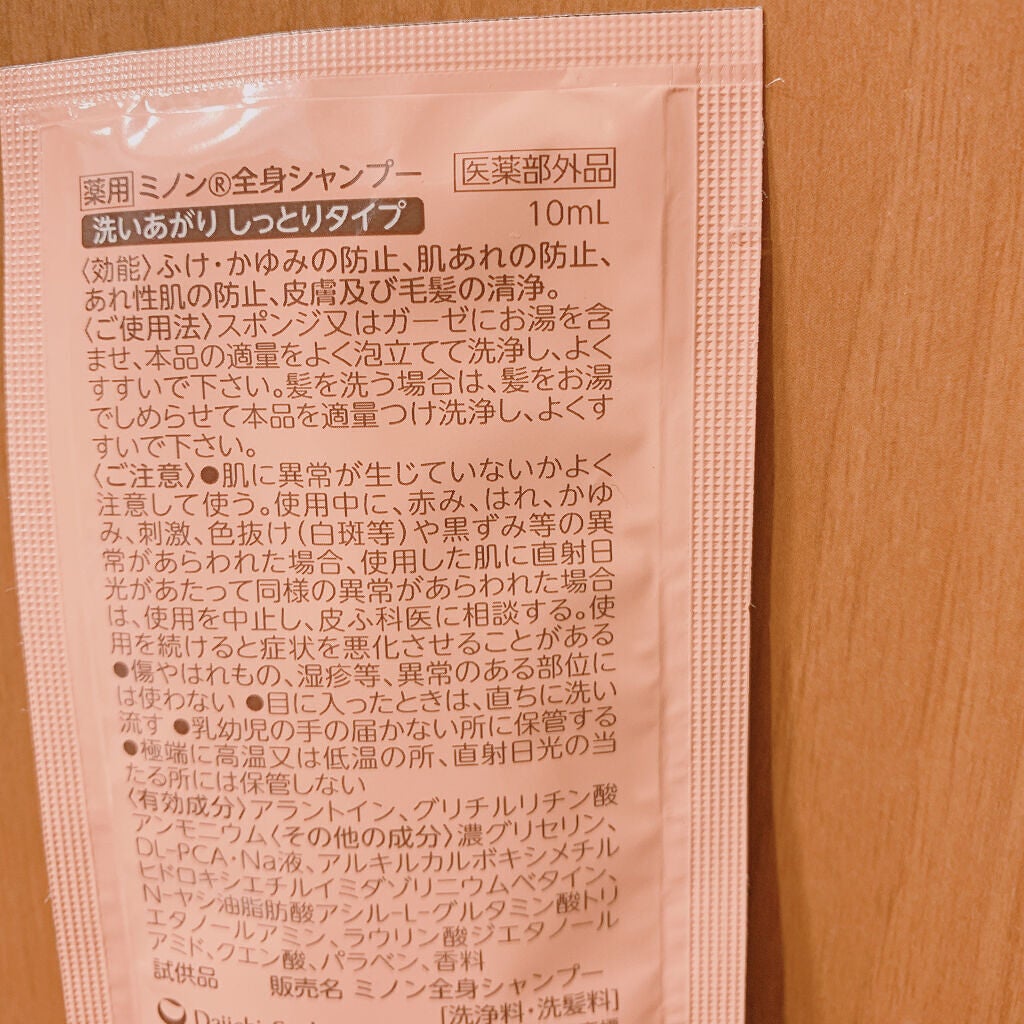 薬用 ミノン®全身シャンプー 医薬部外品
洗いあがり しっとりタイプ 10mL
〈効能〉ふけ・かゆみの防止、肌あれの防止、
あれ性肌の防止、皮膚及び毛髪の清浄。
〈ご使用法〉スポンジ又はガーゼにお湯を含
ませ、本品の適量をよく泡立てて洗浄し、よく
すすいで下さい。髪を洗う場合は、髪をお湯
でしめらせて本品を適量つけ洗浄し、よくす
すいで下さい。
〈ご注意〉●肌に異常が生じていないかよく
注意して使う。使用中に、赤み、はれ、かゆ
み、刺激、色抜け(白斑等)や黒ずみ等の異
常があらわれた場合、使用した肌に直射日
光があたって同様の異常があらわれた場合
は、使用を中止し、皮ふ科医に相談する。使
用を続けると症状を悪化させることがある
●傷やはれもの、湿疹等、異常のある部位に
は使わない ●目に入ったときは、直ちに洗い
流す ●乳幼児の手の届かない所に保管する
●極端に高温又は低温の所、直射日光の当
たる所には保管しない
〈有効成分〉アラントイン、グリチルリチン酸
アンモニウム〈その他の成分〉濃グリセリン、
DL-PCA・Na液、アルキルカルボキシメチル
ヒドロキシエチルイミダゾリニウムベタイン、
N-ヤシ油脂肪酸アシル-L-グルタミン酸トリ
エタノールアミン、ラウリン酸ジエタノール
アミド、クエン酸、パラベン、香料
試供品 販売名 ミノン全身シャンプー
[洗浄料・洗髪料]
Daiichi